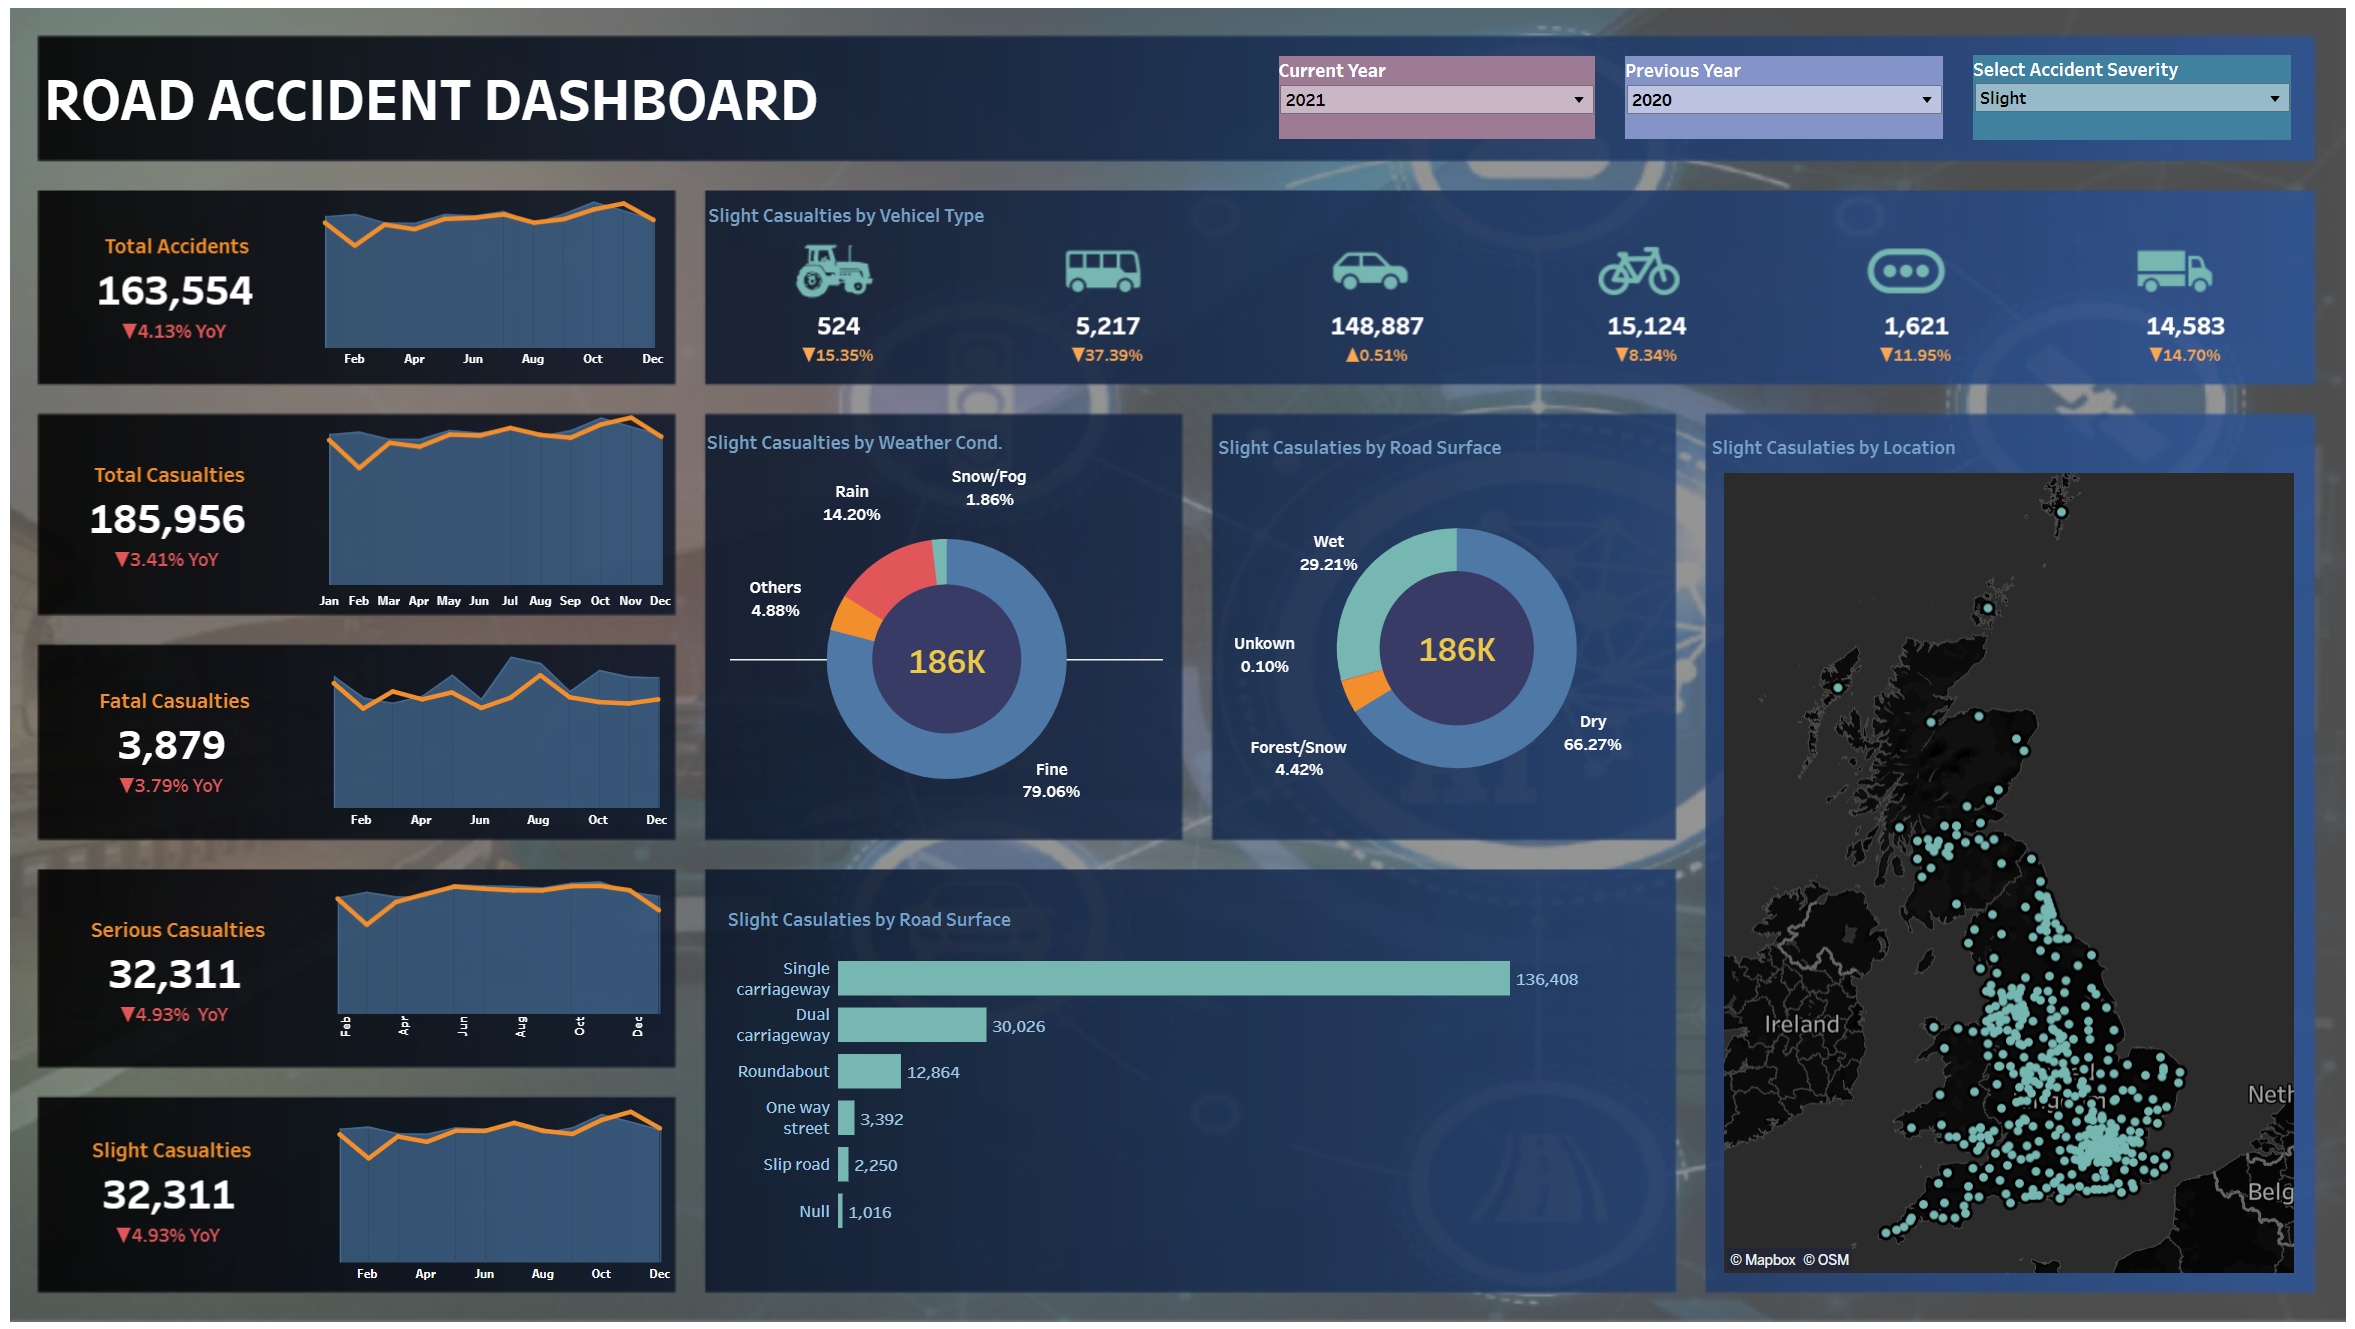 ROAD ACCIDENT DASHBOARD
Current Year
2021
Previous Year
2020
Select Accident Severity
Slight
Total Accidents
163,554
▼4.13% YoY
Feb Apr Jun Aug Oct Dec
Slight Casualties by Vehicel Type
524 5,217 148,887 15,124 1,621 14,583
▼15.35% ▼37.39% ▲0.51% ▼8.34% ▼11.95% ▼14.70%
Total Casualties
185,956
▼3.41% YoY
Jan Feb Mar Apr May Jun Jul Aug Sep Oct Nov Dec
Fatal Casualties
3,879
▼3.79% YoY
Feb Apr Jun Aug Oct Dec
Serious Casualties
32,311
▼4.93% YoY
Feb Apr Jun Aug Oct Dec
Slight Casualties
32,311
▼4.93% YoY
Feb Apr Jun Aug Oct Dec
Slight Casualties by Weather Cond.
Snow/Fog
1.86%
Rain
14.20%
Others
4.88%
186K
Fine
79.06%
Slight Casulaties by Road Surface
Wet
29.21%
Unkown
0.10%
186K
Dry
66.27%
Forest/Snow
4.42%
Slight Casulaties by Road Surface
Single
carriageway
136,408
Dual
carriageway
30,026
Roundabout 12,864
One way
street
3,392
Slip road 2,250
Null 1,016
Slight Casulaties by Location
Ireland
Neth
Belg
© Mapbox © OSM